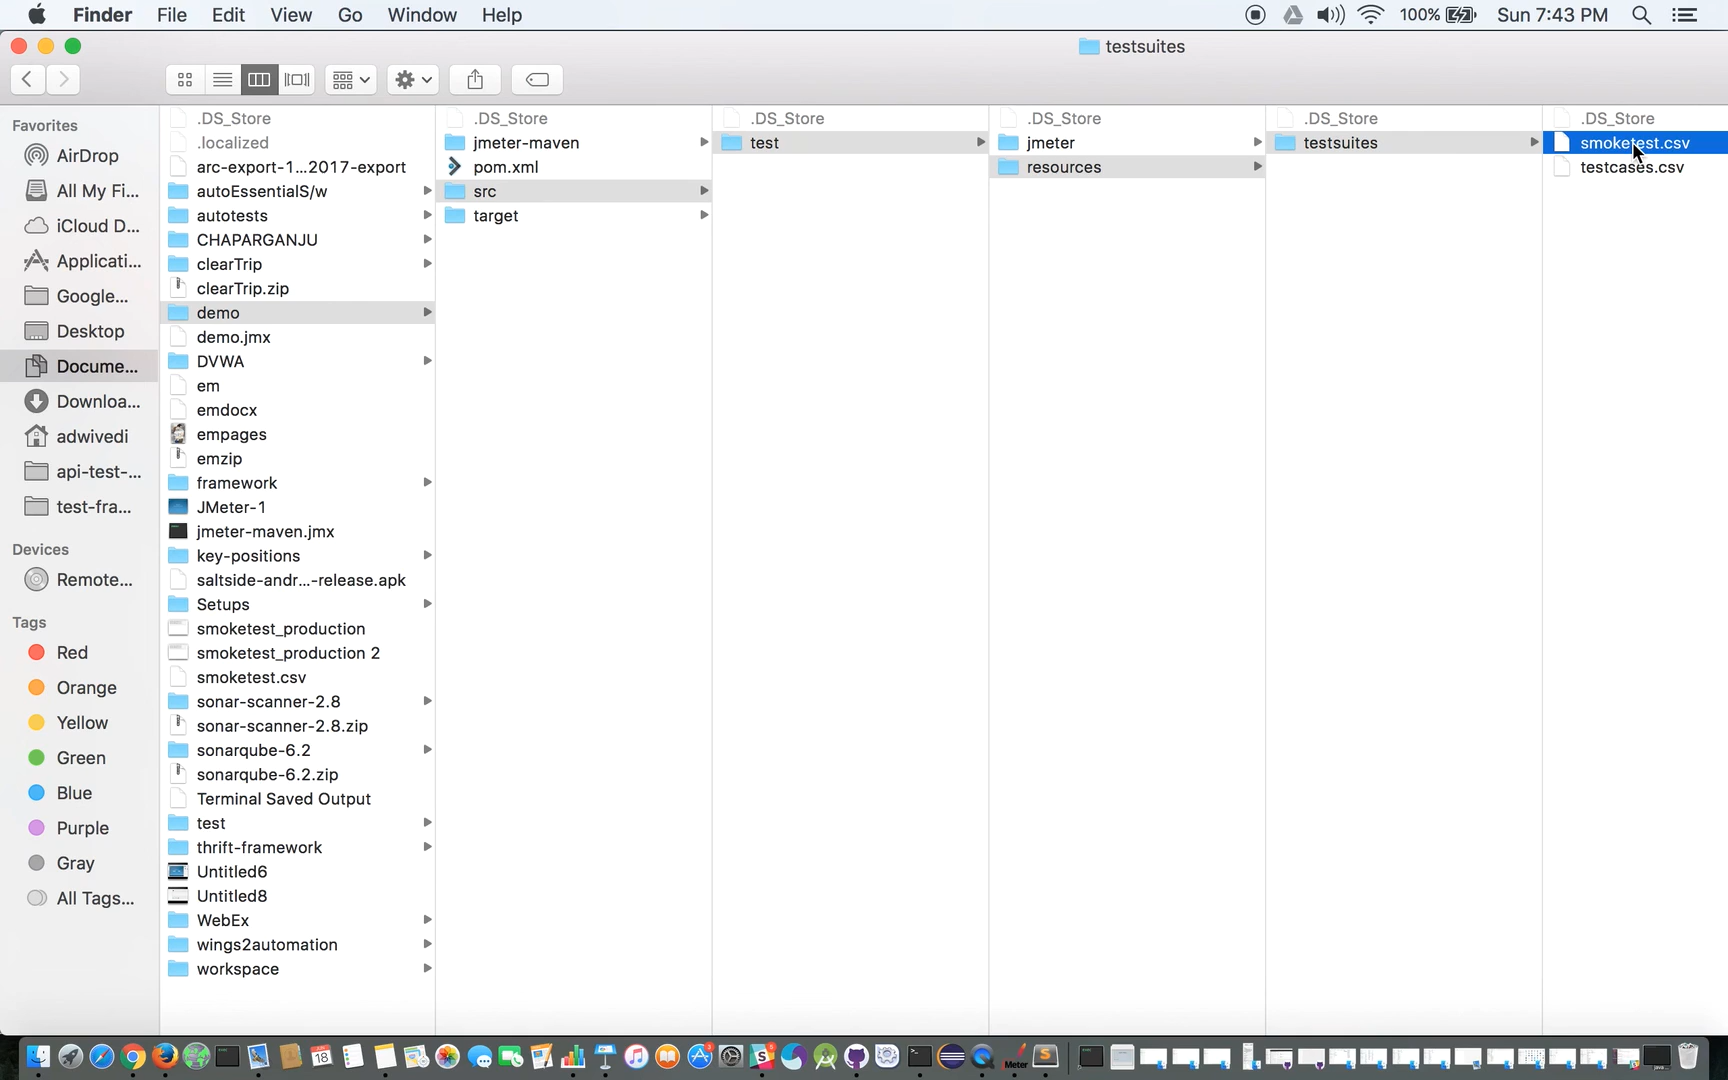 Finder File Edit View Go Window Help 100% Sun 7:43 PM
testsuites
Favorites
AirDrop
All My Fi...
iCloud D...
Applicati...
Google...
Desktop
Docume...
Downloa...
adwivedi
api-test-...
test-fra...
Devices
Remote...
Tags
Red
Orange
Yellow
Green
Blue
Purple
Gray
All Tags...
.DS_Store
.localized
arc-export-1...2017-export
autoEssentialS/w
autotests
CHAPARGANJU
clearTrip
clearTrip.zip
demo
demo.jmx
DVWA
em
emdocx
empages
emzip
framework
JMeter-1
jmeter-maven.jmx
key-positions
saltside-andr...-release.apk
Setups
smoketest_production
smoketest_production 2
smoketest.csv
sonar-scanner-2.8
sonar-scanner-2.8.zip
sonarqube-6.2
sonarqube-6.2.zip
Terminal Saved Output
test
thrift-framework
Untitled6
Untitled8
WebEx
wings2automation
workspace
.DS_Store
jmeter-maven
pom.xml
src
target
.DS_Store
test
.DS_Store
jmeter
resources
.DS_Store
testsuites
.DS_Store
smoketest.csv
testcases.csv
18
3
Meter